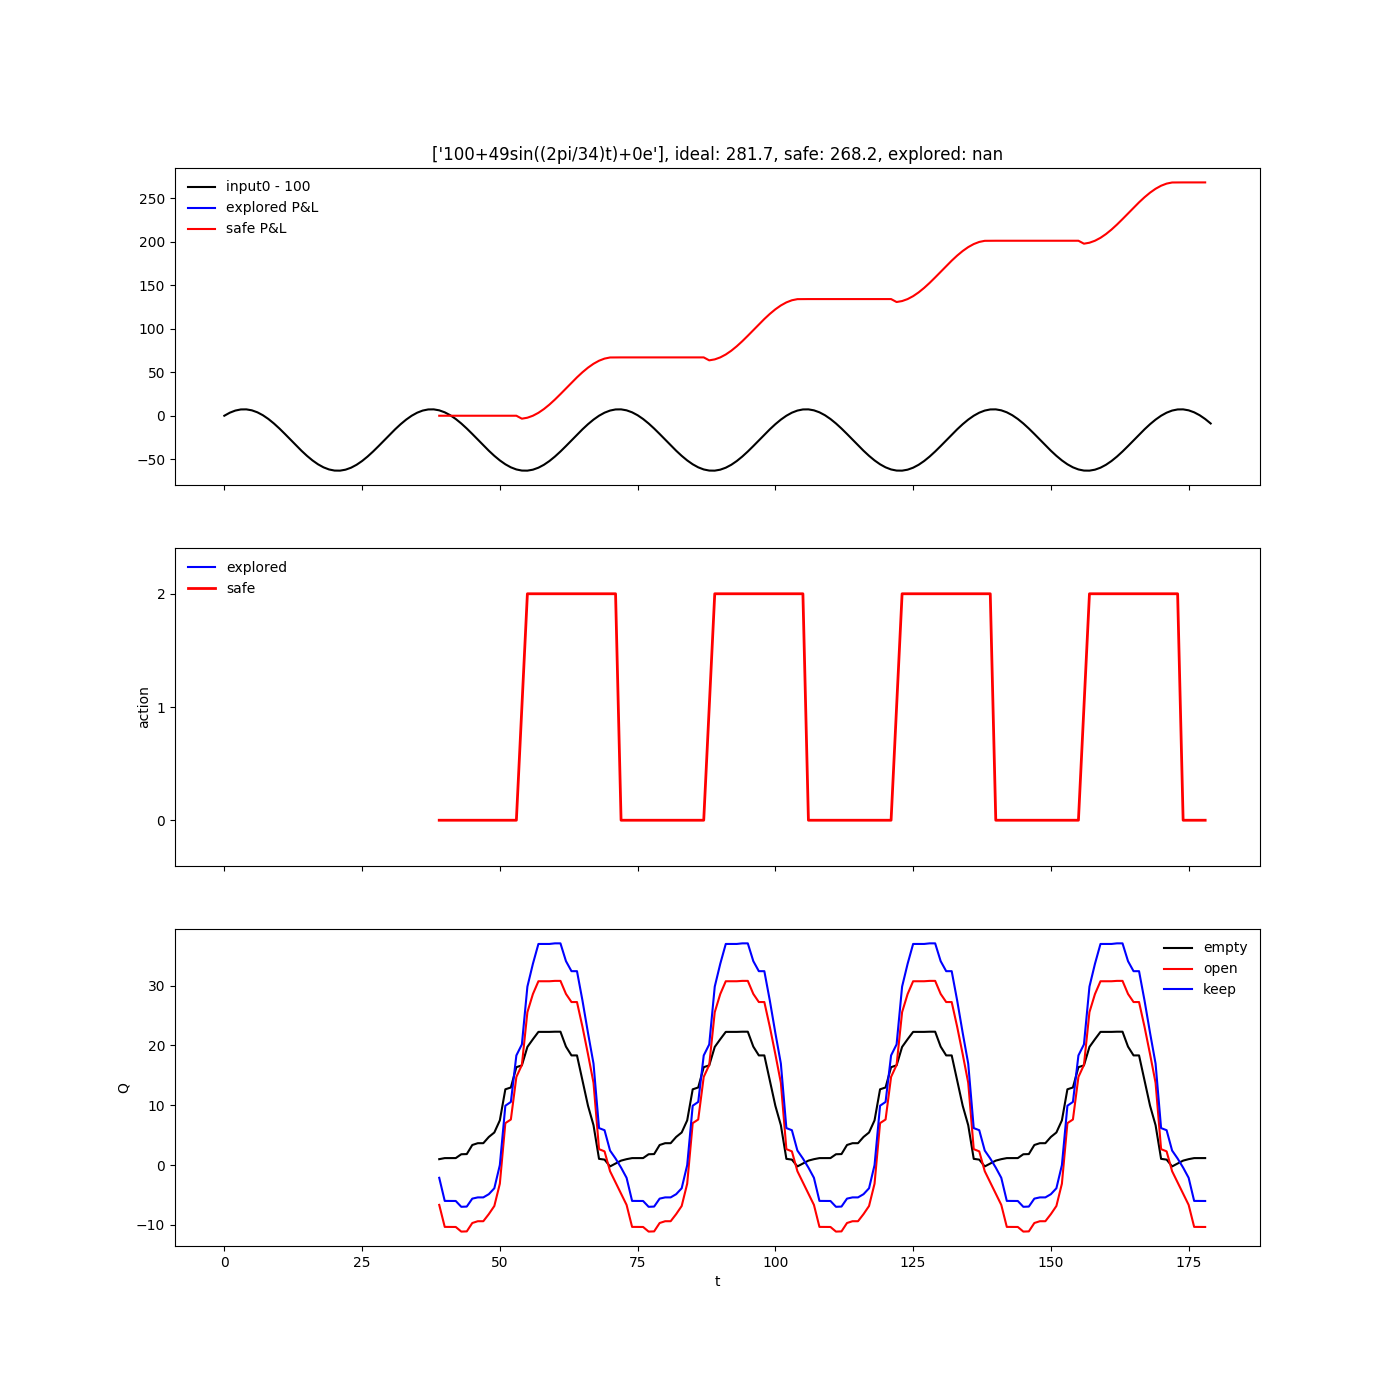 ['100+49sin((2pi/34)t)+0e'], ideal: 281.7, safe: 268.2, explored: nan
input0 - 100
explored P&L
safe P&L
250
200
150
100
50
0
−50
explored
safe
2
1
0
action
empty
open
keep
30
20
10
0
−10
Q
0
25
50
75
100
125
150
175
t